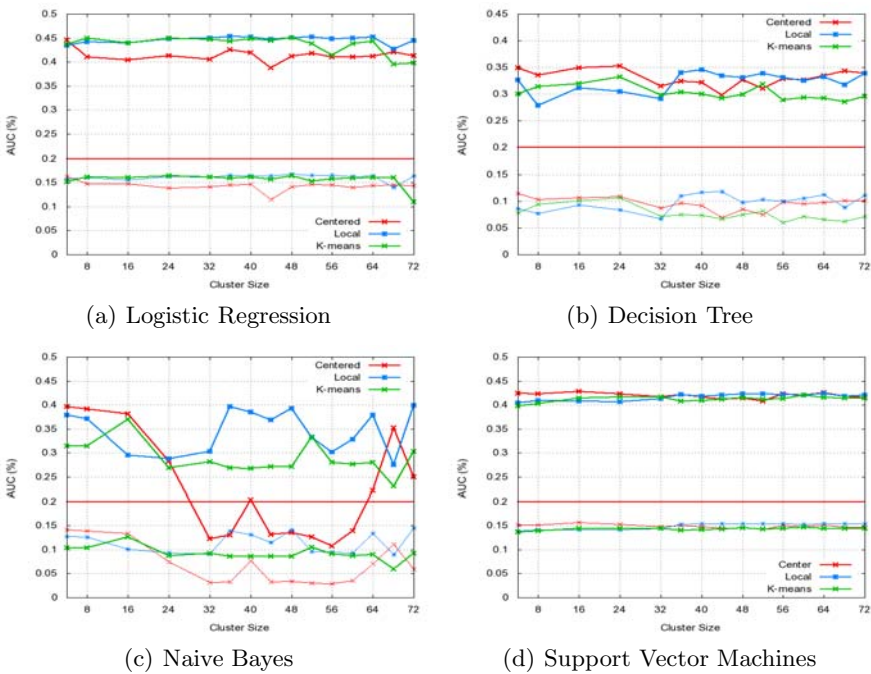 0.5
0.45
0.4
0.35
0.3
0.25
0.2
0.15
0.1
0.05
0
AUC (%)
Centered
Local
K-means
8 16 24 32 40 48 56 64 72
Cluster Size
(a) Logistic Regression
0.5
0.45
0.4
0.35
0.3
0.25
0.2
0.15
0.1
0.05
0
AUC (%)
Centered
Local
K-means
8 16 24 32 40 48 56 64 72
Cluster Size
(b) Decision Tree
0.5
0.45
0.4
0.35
0.3
0.25
0.2
0.15
0.1
0.05
0
AUC (%)
Centered
Local
K-means
8 16 24 32 40 48 56 64 72
Cluster Size
(c) Naive Bayes
0.5
0.45
0.4
0.35
0.3
0.25
0.2
0.15
0.1
0.05
0
AUC (%)
Center
Local
K-means
8 16 24 32 40 48 56 64 72
Cluster Size
(d) Support Vector Machines